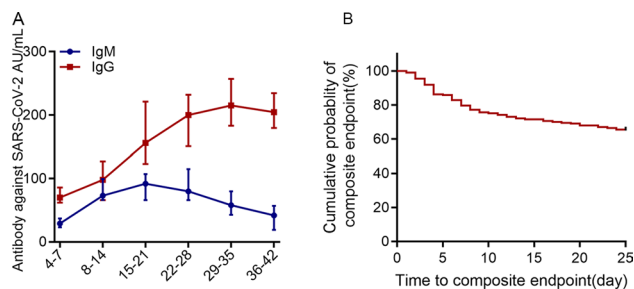 A
Antibody against SARS-CoV-2 AU/mL
300
200
100
0
IgM
IgG
4-7
8-14
15-21
22-28
29-35
36-42
B
Cumulative probablity of
composite endpoint(%)
100
80
60
40
20
0
0
5
10
15
20
25
Time to composite endpoint(day)